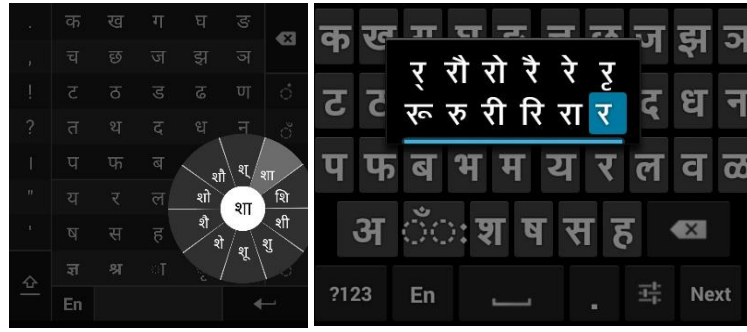 . क ख ग घ ङ
, च छ ज झ ञ
! ट ठ ड ढ ण ं
? त थ द ध न ँ
। प फ ब
" य र ल
' ष स ह
ज्ञ श्र ा
En
शा
श् शा शि शी शु शू शे शै शो शौ
क ख ज झ ञ
र् रौ रो रै रे रृ
रू रु री रि रा र
ट ठ द ध न
प फ ब भ म य र ल व ळ
अ ँ ं ः श ष स ह
?123 En . Next